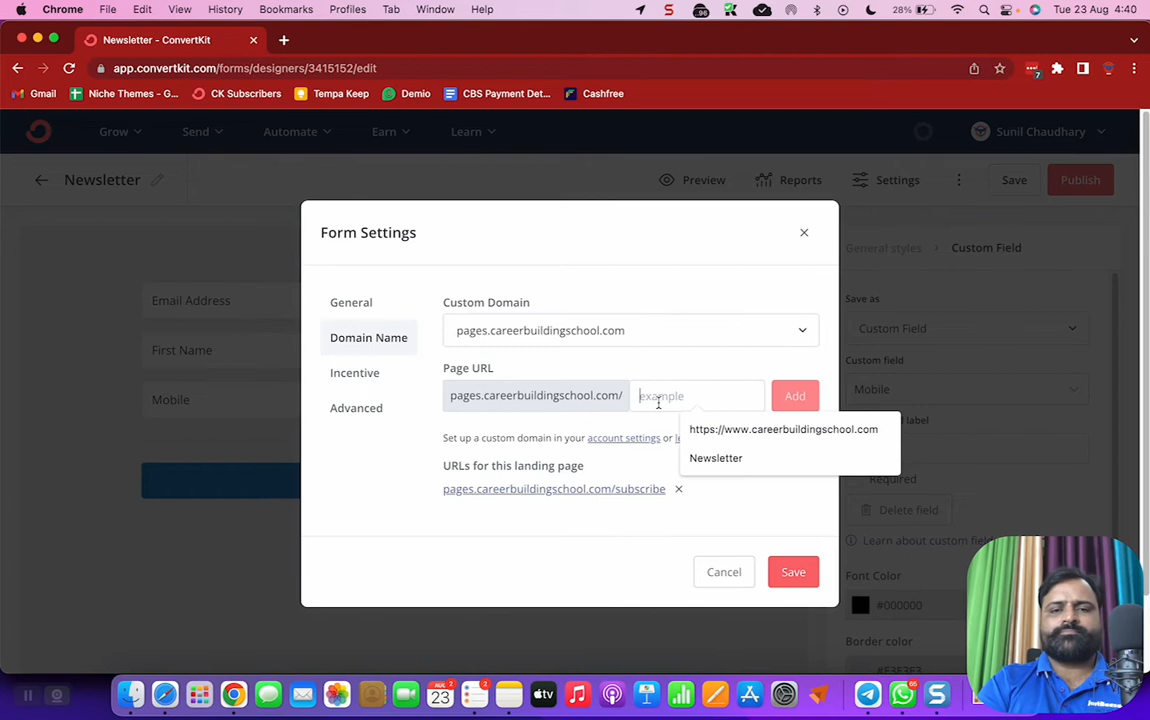 Chrome File Edit View History Bookmarks Profiles Tab Window Help
28% Tue 23 Aug 4:40
Newsletter - ConvertKit
app.convertkit.com/forms/designers/3415152/edit
7
Gmail Niche Themes - G... CK Subscribers Tempa Keep Demio CBS Payment Det... Cashfree
Grow Send Automate Earn Learn Sunil Chaudhary
Newsletter Preview Reports Settings Save Publish
Form Settings
General styles Custom Field
Email Address
First Name
Mobile
General
Domain Name
Incentive
Advanced
Custom Domain
pages.careerbuildingschool.com
Page URL
pages.careerbuildingschool.com/ example Add
https://www.careerbuildingschool.com
Newsletter
Set up a custom domain in your account settings or
URLs for this landing page
pages.careerbuildingschool.com/subscribe
Cancel Save
Save as
Custom Field
Custom field
Mobile
label
Required
Delete field
Learn about custom field
Font Color
#000000
Border color
#E3E3E3
23
2
65